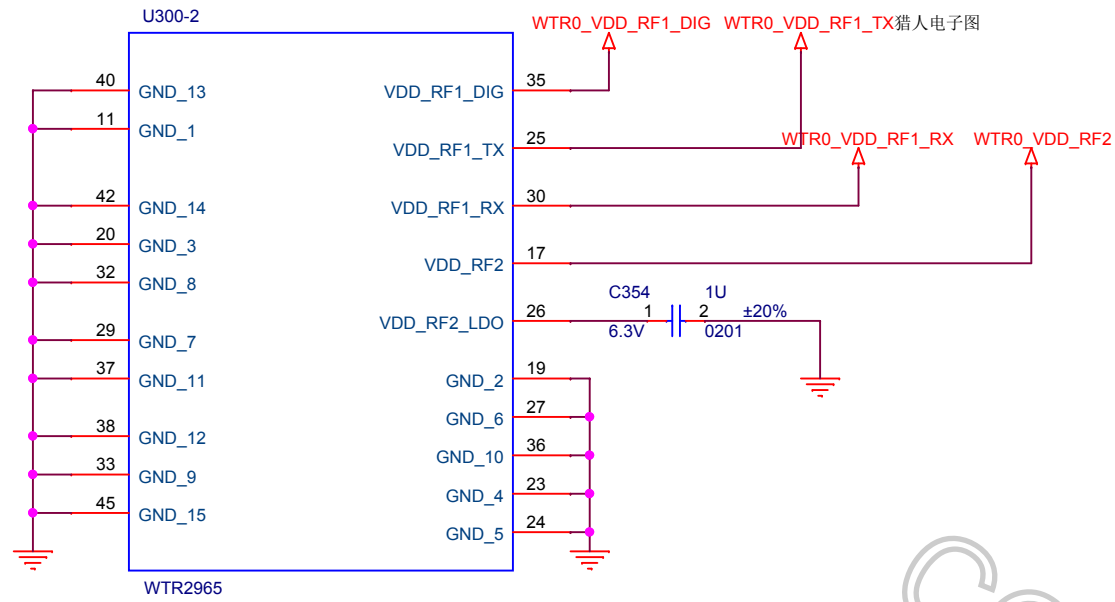 U300-2
WTR0_VDD_RF1_DIG WTR0_VDD_RF1_TX猎人电子图
40 GND_13 VDD_RF1_DIG 35
11 GND_1
VDD_RF1_TX 25
WTR0_VDD_RF1_RX WTR0_VDD_RF2
42 GND_14 VDD_RF1_RX 30
20 GND_3
VDD_RF2 17
32 GND_8
C354 1U
VDD_RF2_LDO 26 1 2 ±20%
6.3V 0201
29 GND_7
37 GND_11 GND_2 19
GND_6 27
38 GND_12
GND_10 36
33 GND_9
GND_4 23
45 GND_15
GND_5 24
WTR2965